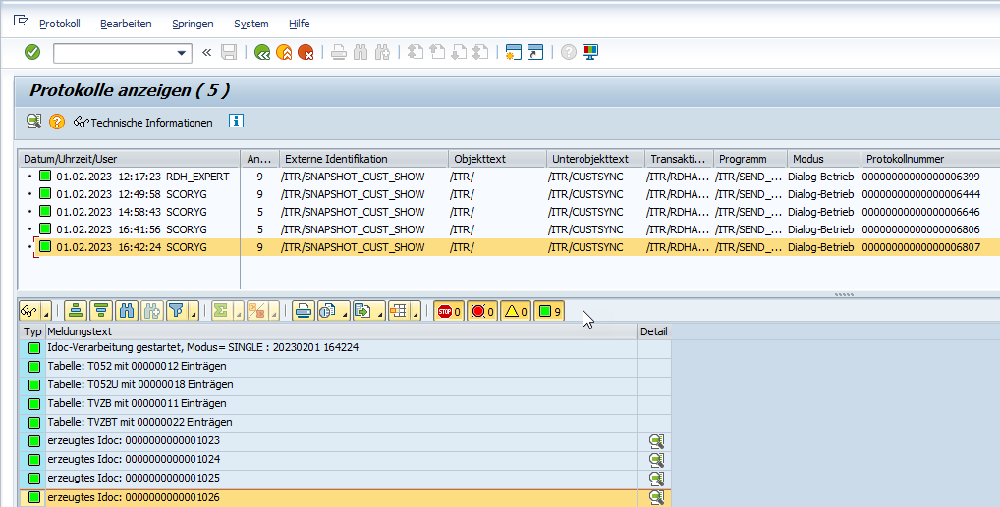 Protokoll Bearbeiten Springen System Hilfe
Protokolle anzeigen ( 5 )
Technische Informationen
Datum/Uhrzeit/User An... Externe Identifikation Objekttext Unterobjekttext Transakti... Programm Modus Protokollnummer
01.02.2023 12:17:23 RDH_EXPERT 9 /ITR/SNAPSHOT_CUST_SHOW /ITR/ /ITR/CUSTSYNC /ITR/RDHA... /ITR/SEND_... Dialog-Betrieb 00000000000000006399
01.02.2023 12:49:58 SCORYG 9 /ITR/SNAPSHOT_CUST_SHOW /ITR/ /ITR/CUSTSYNC /ITR/RDHA... /ITR/SEND_... Dialog-Betrieb 00000000000000006444
01.02.2023 14:58:43 SCORYG 5 /ITR/SNAPSHOT_CUST_SHOW /ITR/ /ITR/CUSTSYNC /ITR/RDHA... /ITR/SEND_... Dialog-Betrieb 00000000000000006646
01.02.2023 16:41:56 SCORYG 5 /ITR/SNAPSHOT_CUST_SHOW /ITR/ /ITR/CUSTSYNC /ITR/RDHA... /ITR/SEND_... Dialog-Betrieb 00000000000000006806
01.02.2023 16:42:24 SCORYG 9 /ITR/SNAPSHOT_CUST_SHOW /ITR/ /ITR/CUSTSYNC /ITR/RDHA... /ITR/SEND_... Dialog-Betrieb 00000000000000006807
STOP 0 0 0 9
Typ Meldungstext Detail
Idoc-Verarbeitung gestartet, Modus= SINGLE : 20230201 164224
Tabelle: T052 mit 00000012 Einträgen
Tabelle: T052U mit 00000018 Einträgen
Tabelle: TVZB mit 00000011 Einträgen
Tabelle: TVZBT mit 00000022 Einträgen
erzeugtes Idoc: 0000000000001023
erzeugtes Idoc: 0000000000001024
erzeugtes Idoc: 0000000000001025
erzeugtes Idoc: 0000000000001026